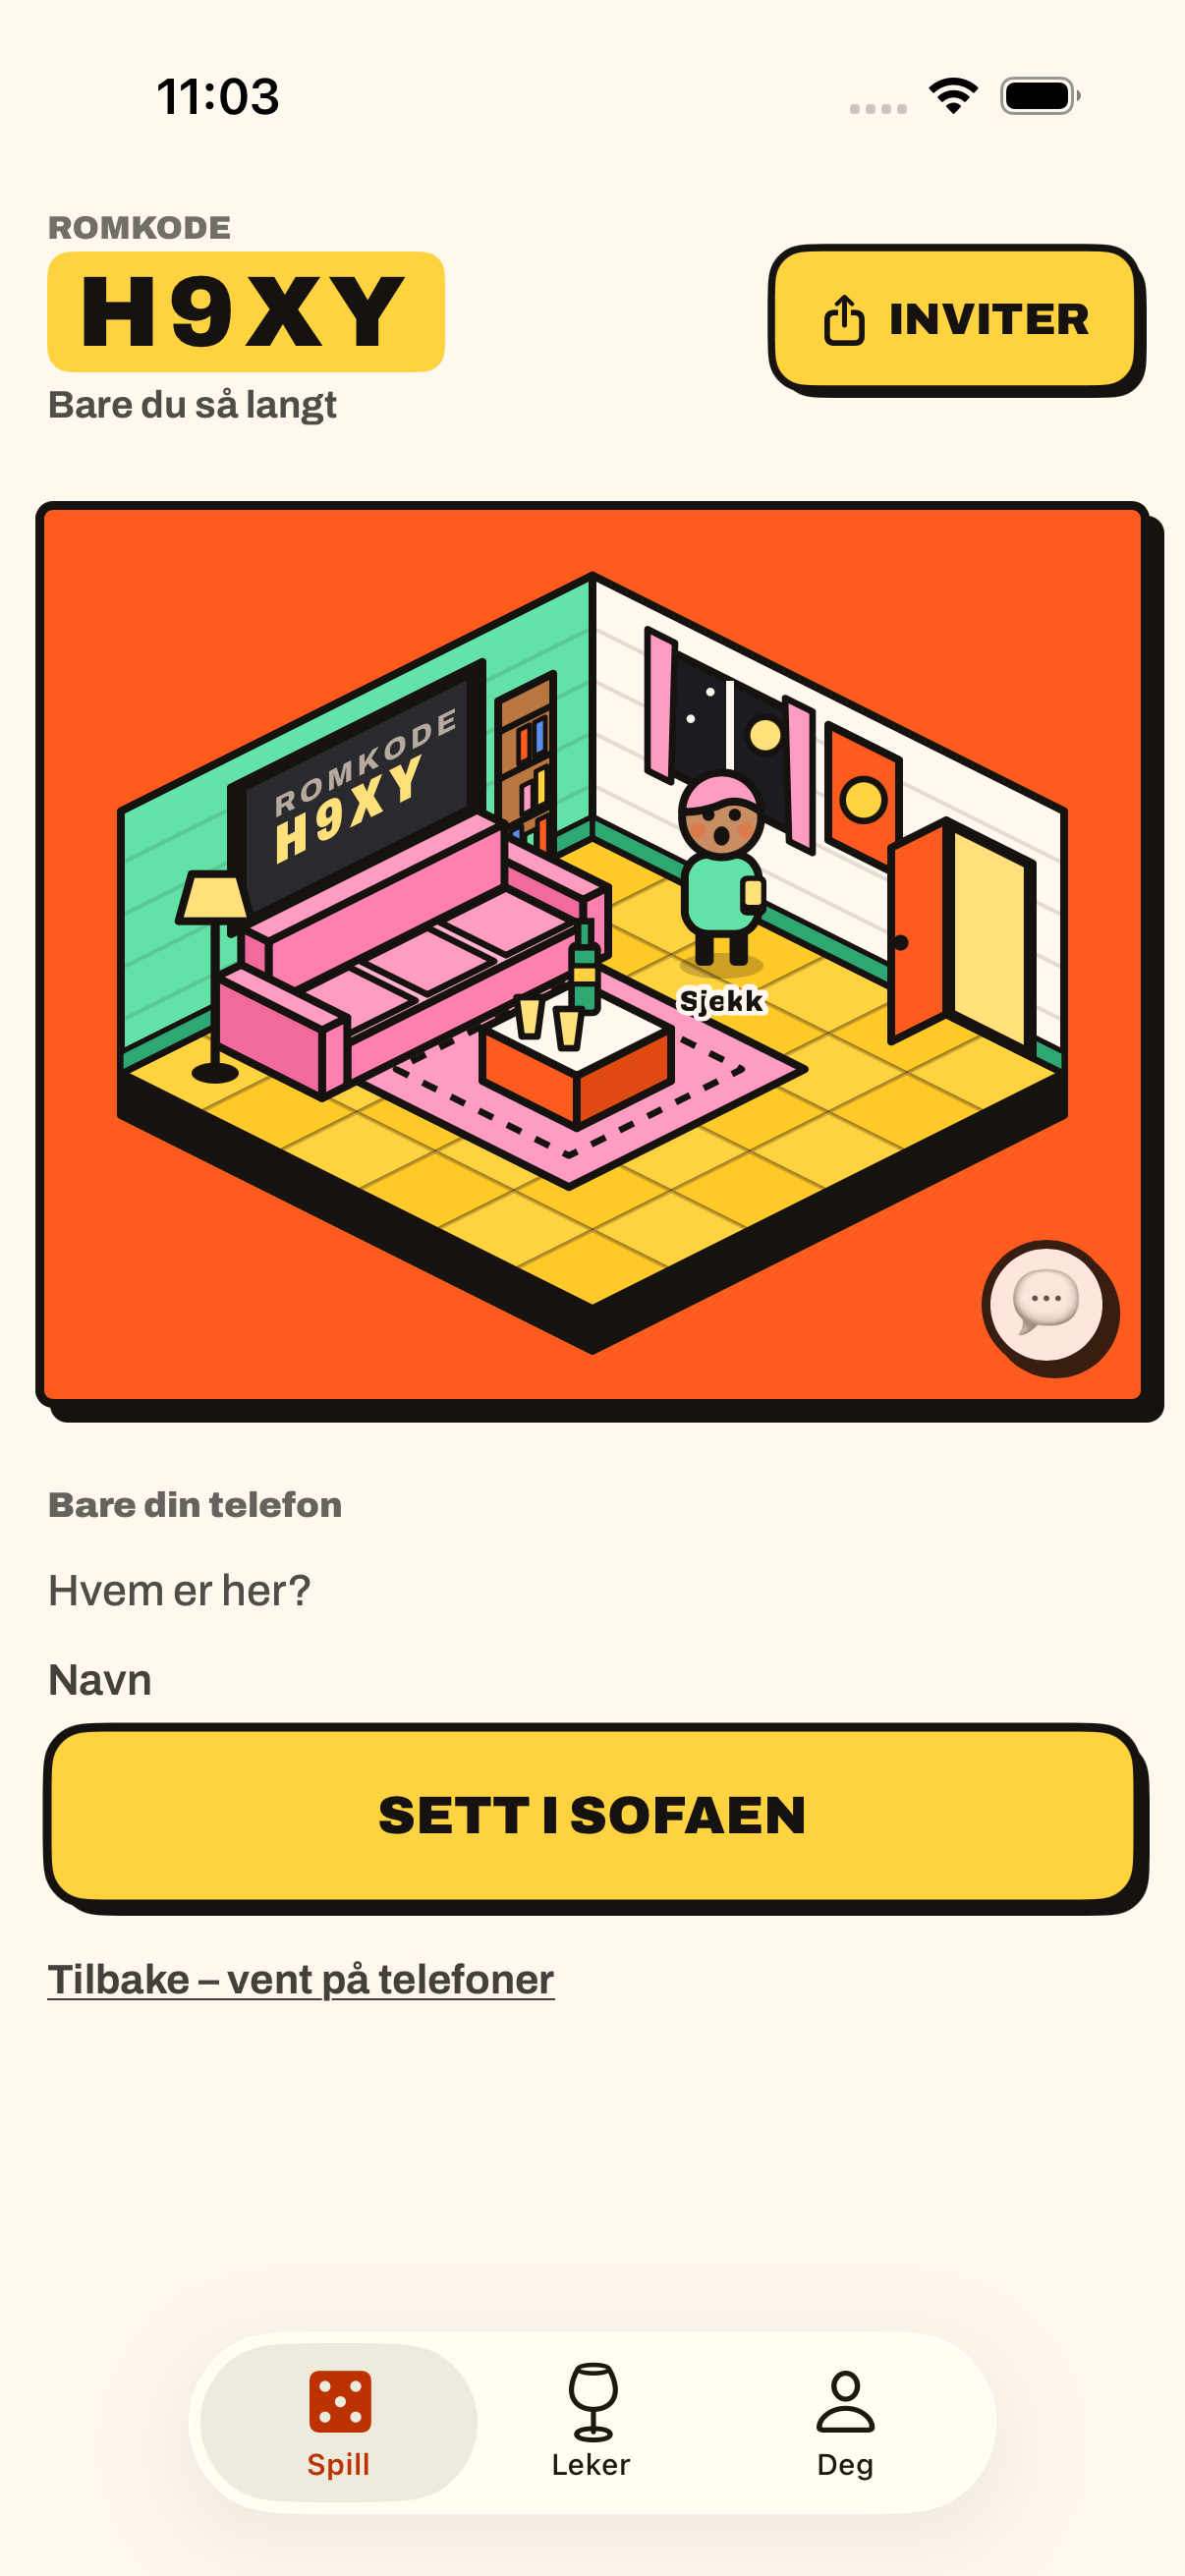 11:03
ROMKODE
H9XY
INVITER
Bare du så langt
ROMKODE
H9XY
Sjekk
Bare din telefon
Hvem er her?
Navn
SETT I SOFAEN
Tilbake – vent på telefoner
Spill
Leker
Deg